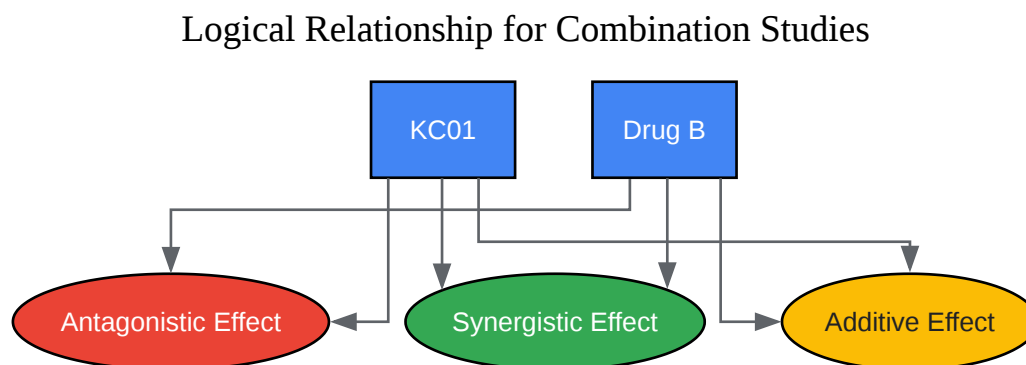 Logical Relationship for Combination Studies
KC01
Drug B
Antagonistic Effect
Synergistic Effect
Additive Effect